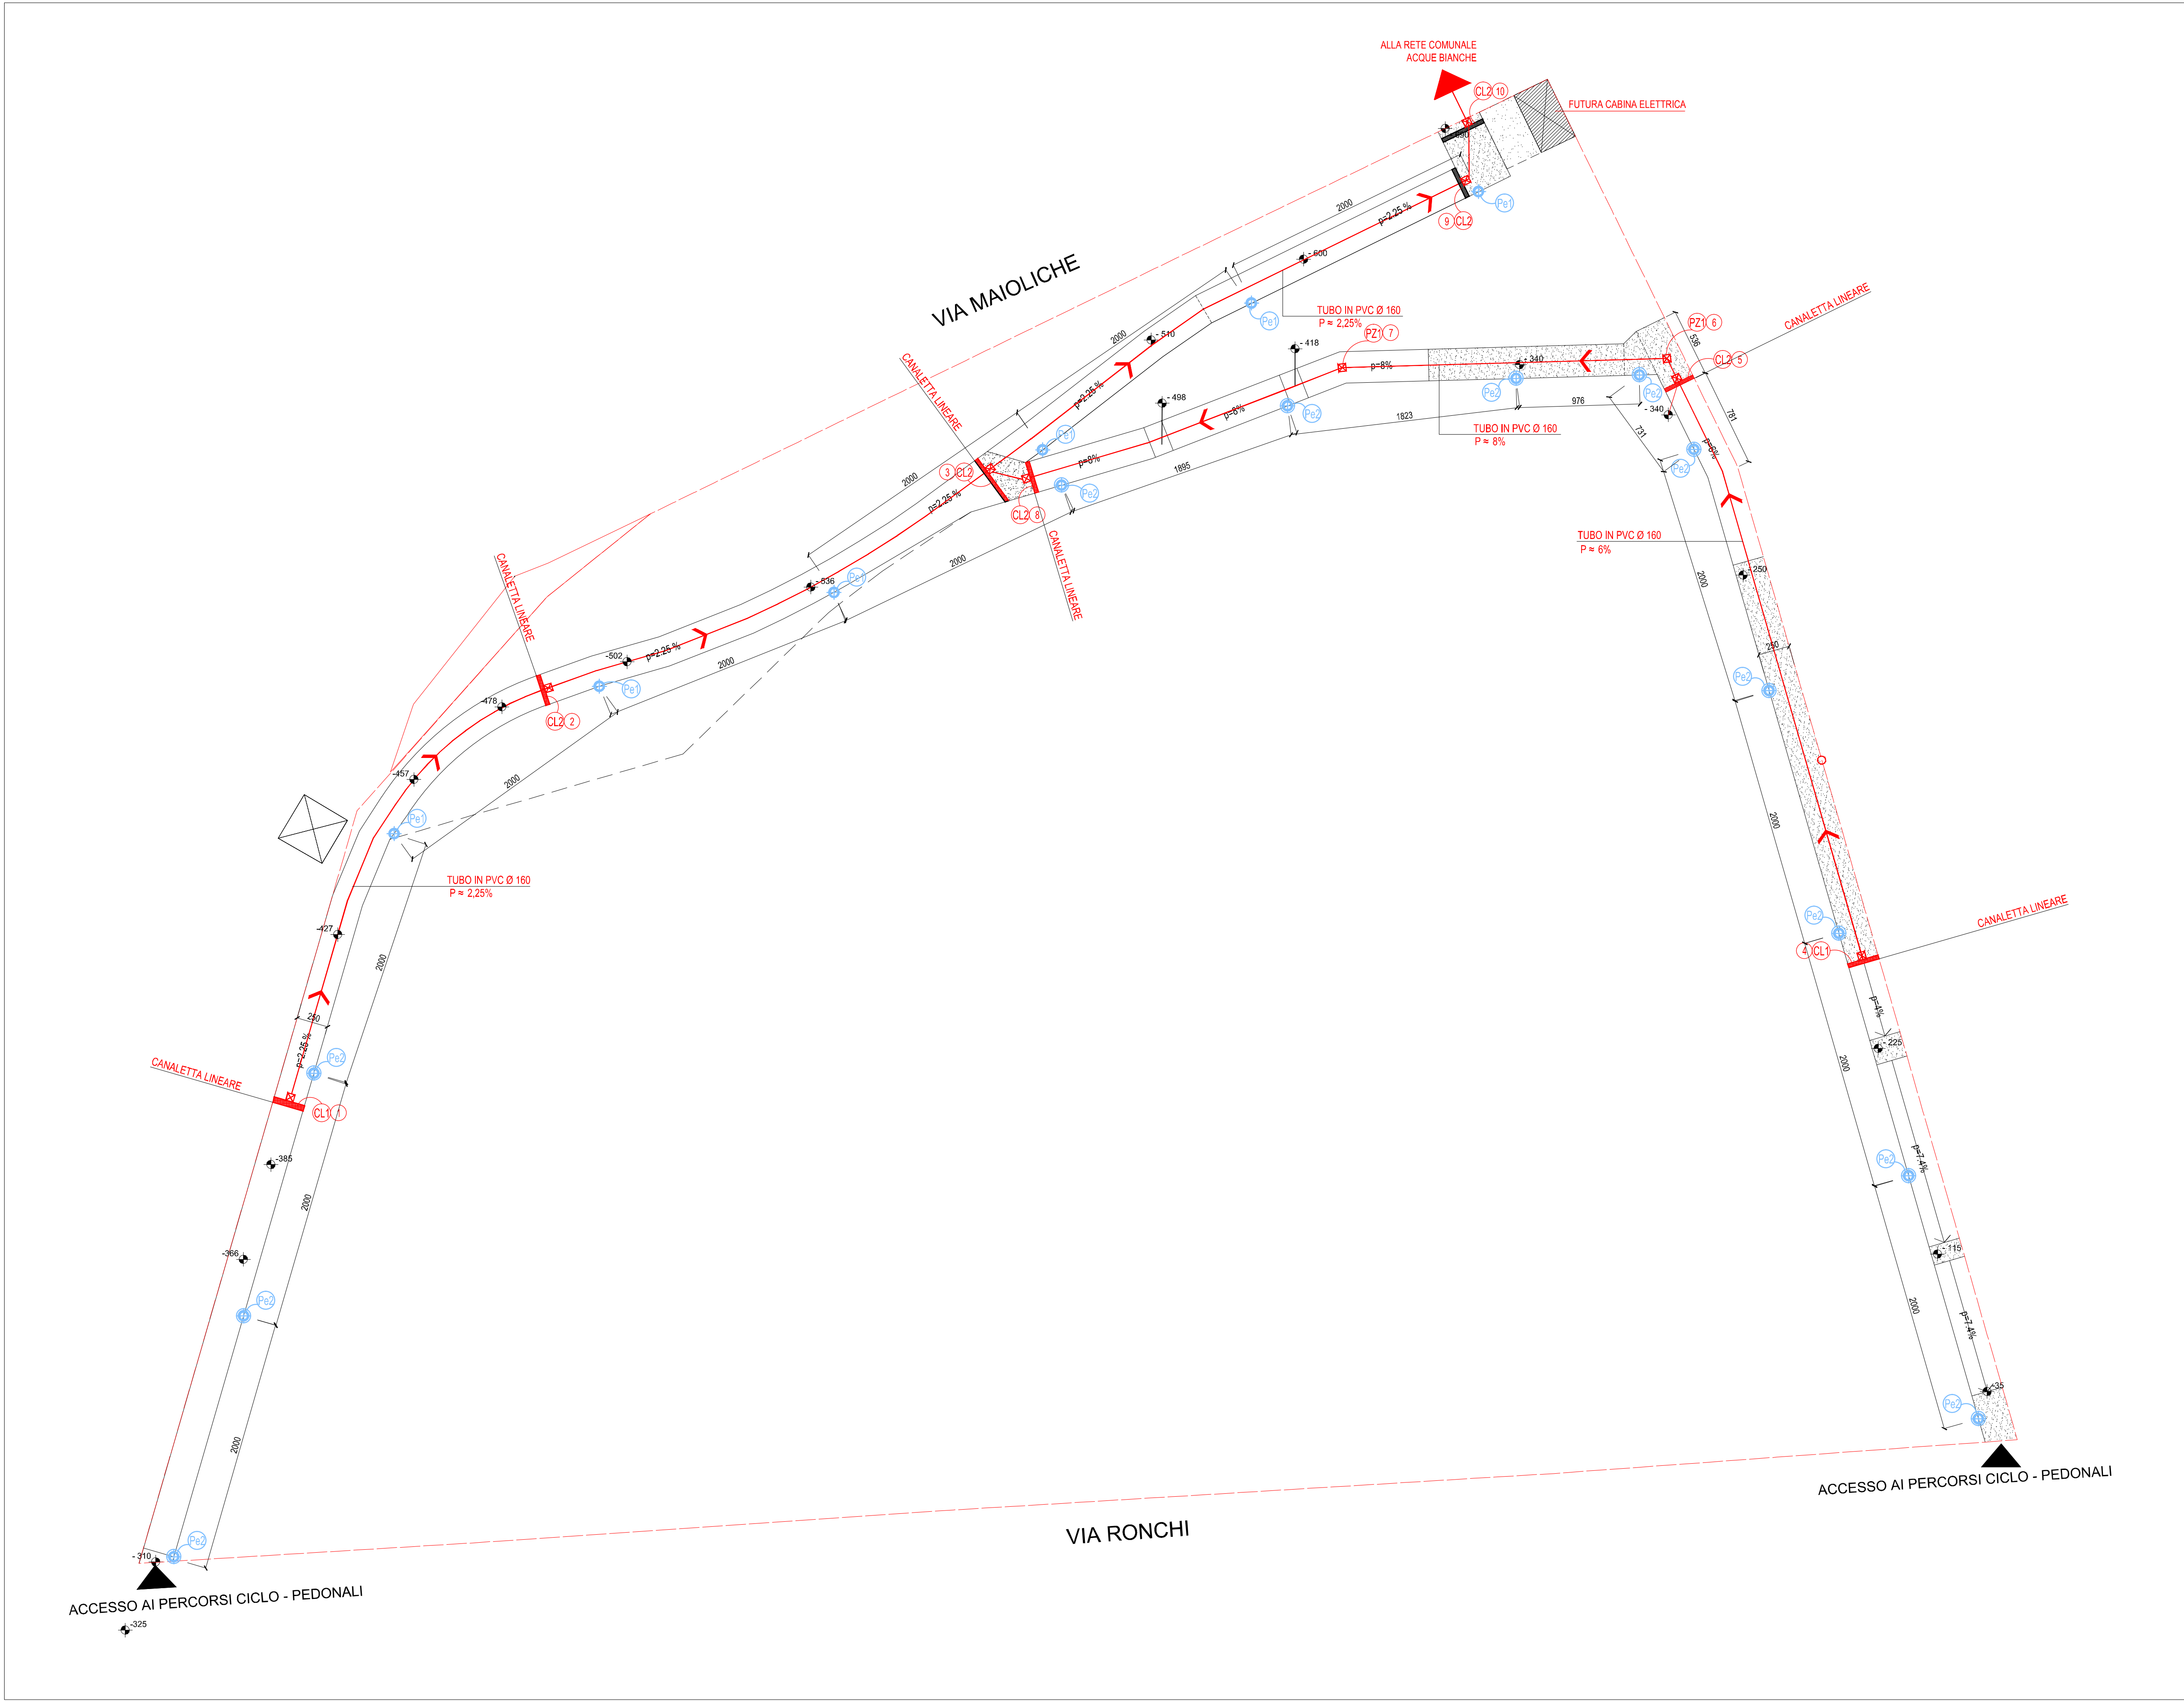 ALLA RETE COMUNALE
ACQUE BIANCHE
CL2 10
FUTURA CABINA ELETTRICA
2000
p=2.25 %
Pe1
9 CL2
- 600
VIA MAIOLICHE
TUBO IN PVC Ø 160
P ≈ 2,25%
Pe1
CANALETTA LINEARE
PZ1 6
PZ1 7
536
CL2 5
2000
- 510
- 418
CANALETTA LINEARE
p=8%
- 340
Pe2
Pe2
976
- 340
781
p=2.25 %
- 498
p=8%
Pe2
1823
731
TUBO IN PVC Ø 160
P ≈ 8%
p=6%
Pe2
Pe1
2000
3 CL2
p=8%
1895
Pe2
p=2.25 %
CL2 8
CANALETTA LINEARE
TUBO IN PVC Ø 160
P ≈ 6%
CANALETTA LINEARE
2000
- 536
Pe1
2000
- 250
-502
p=2.25 %
2000
250
Pe2
Pe1
-478
CL2 2
-457
2000
2000
Pe1
TUBO IN PVC Ø 160
P ≈ 2,25%
-427
CANALETTA LINEARE
Pe2
4 CL1
2000
250
p=4%
p=2.25 %
Pe2
- 225
2000
CANALETTA LINEARE
CL1 1
-385
p=7.4%
Pe2
2000
-366
- 115
Pe2
2000
p=7.4%
-35
Pe2
2000
VIA RONCHI
ACCESSO AI PERCORSI CICLO - PEDONALI
Pe2
- 310
ACCESSO AI PERCORSI CICLO - PEDONALI
-325